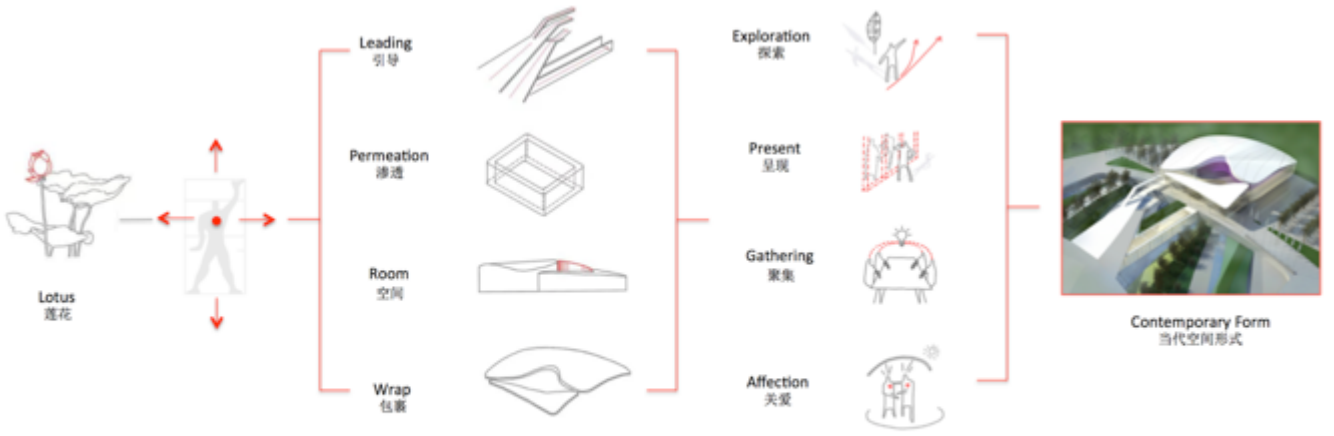 Lotus
莲花
Leading
引导
Permeation
渗透
Room
空间
Wrap
包裹
Exploration
探索
Present
呈现
Gathering
聚集
Affection
关爱
Contemporary Form
当代空间形式